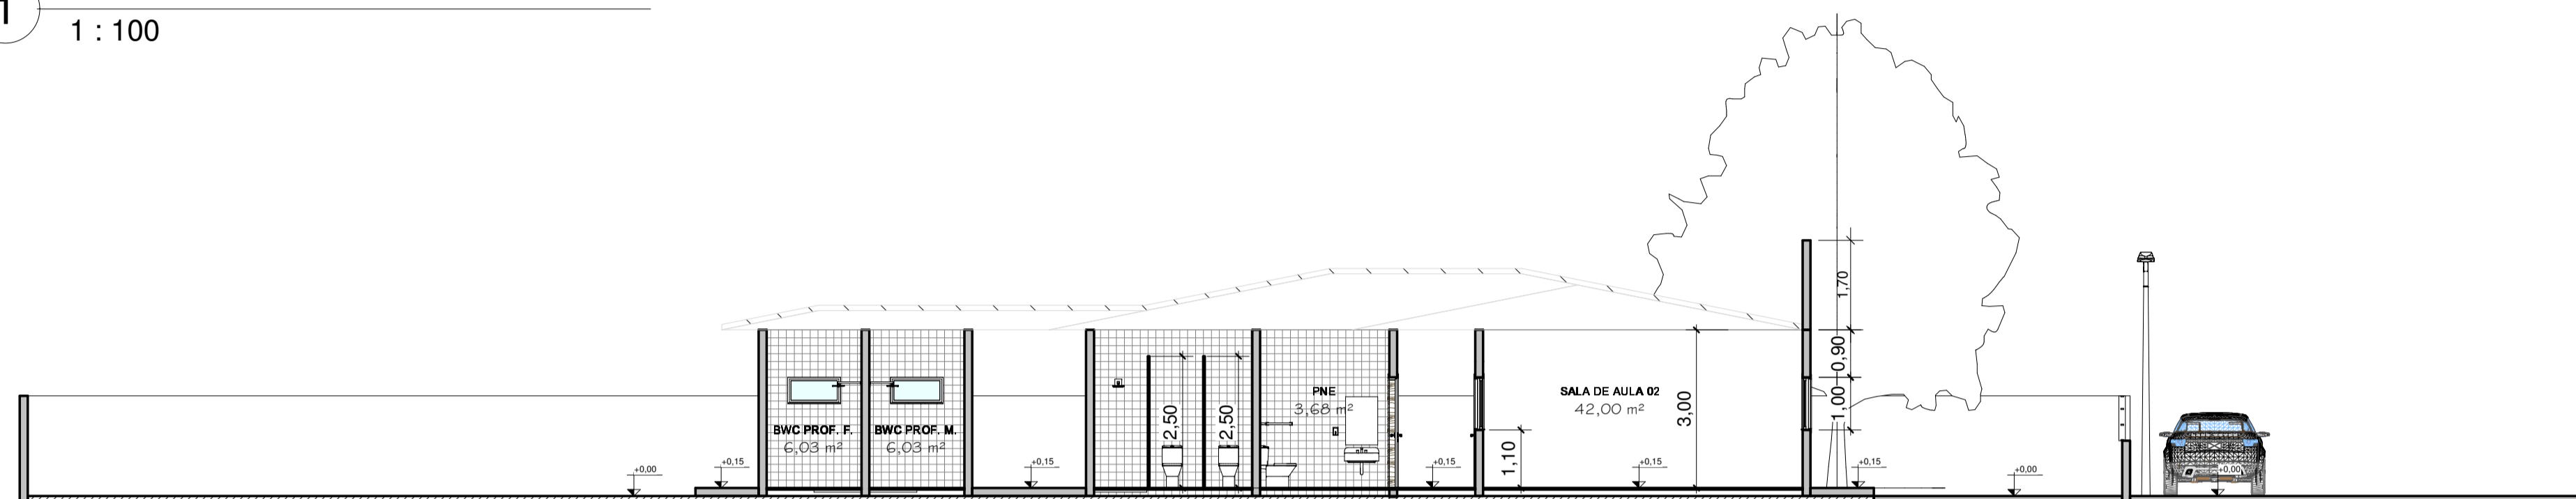 1
1 : 100
1,70
0,90
1,00
PNE
3,68 m²
SALA DE AULA 02
42,00 m²
3,00
2,50
2,50
BWC PROF. F.
6,03 m²
BWC PROF. M.
6,03 m²
1,10
+0,00
+0,15
+0,15
+0,15
+0,15
+0,15
+0,00
+0,00